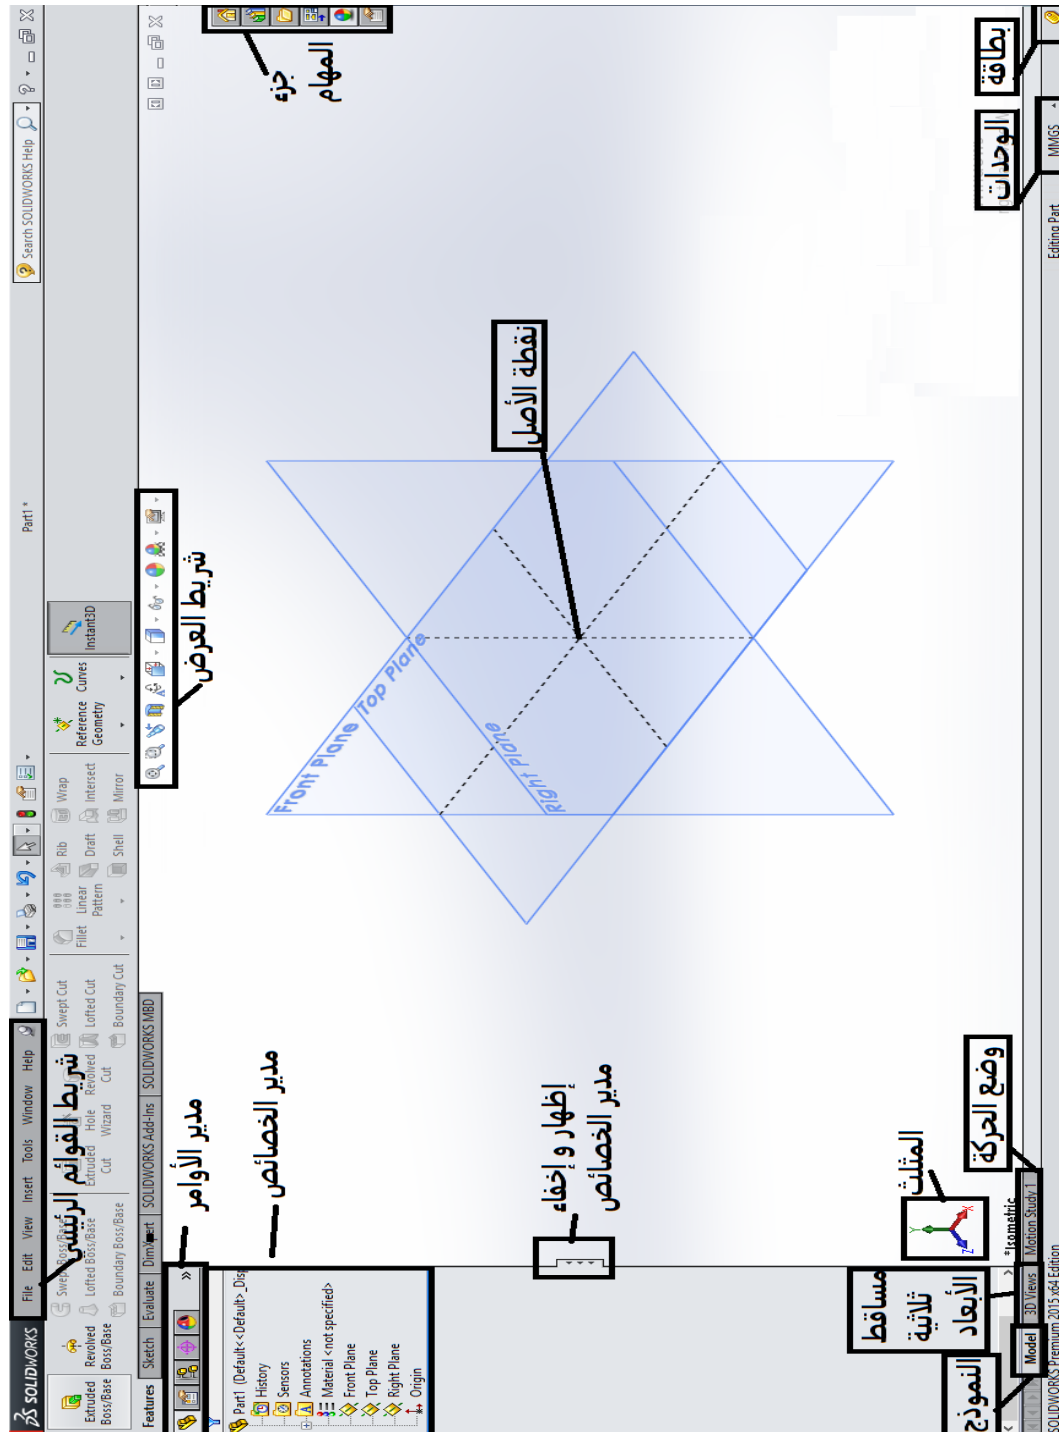 SOLIDWORKS
File Edit View Insert Tools Window Help
Part1 *
Search SOLIDWORKS Help
شريط القوائم الرئيسي
Extruded Boss/Base
Revolved Boss/Base
Lofted Boss/Base
Boundary Boss/Base
Extruded Cut
Hole Wizard
Revolved Cut
Swept Cut
Lofted Cut
Boundary Cut
Fillet
Linear Pattern
Rib
Draft
Shell
Wrap
Intersect
Mirror
Reference Geometry
Curves
Instant3D
Features
Sketch
Evaluate
SOLIDWORKS Add-Ins
SOLIDWORKS MBD
شريط العرض
مدير الأوامر
مدير الخصائص
جزء
المهام
Part1 (Default<<Default>_Disp
History
Sensors
Annotations
Material <not specified>
Front Plane
Top Plane
Right Plane
Origin
Front Plane
Top Plane
Right Plane
نقطة الأصل
إظهار و إخفاء
مدير الخصائص
المثلث
Y
X
Z
*Isometric
مساقط
ثلاثية
الأبعاد
وضع الحركة
النموذج
بطاقة
الوحدات
Model
3D Views
Motion Study 1
SOLIDWORKS Premium 2015 x64 Edition
Editing Part
MMGS